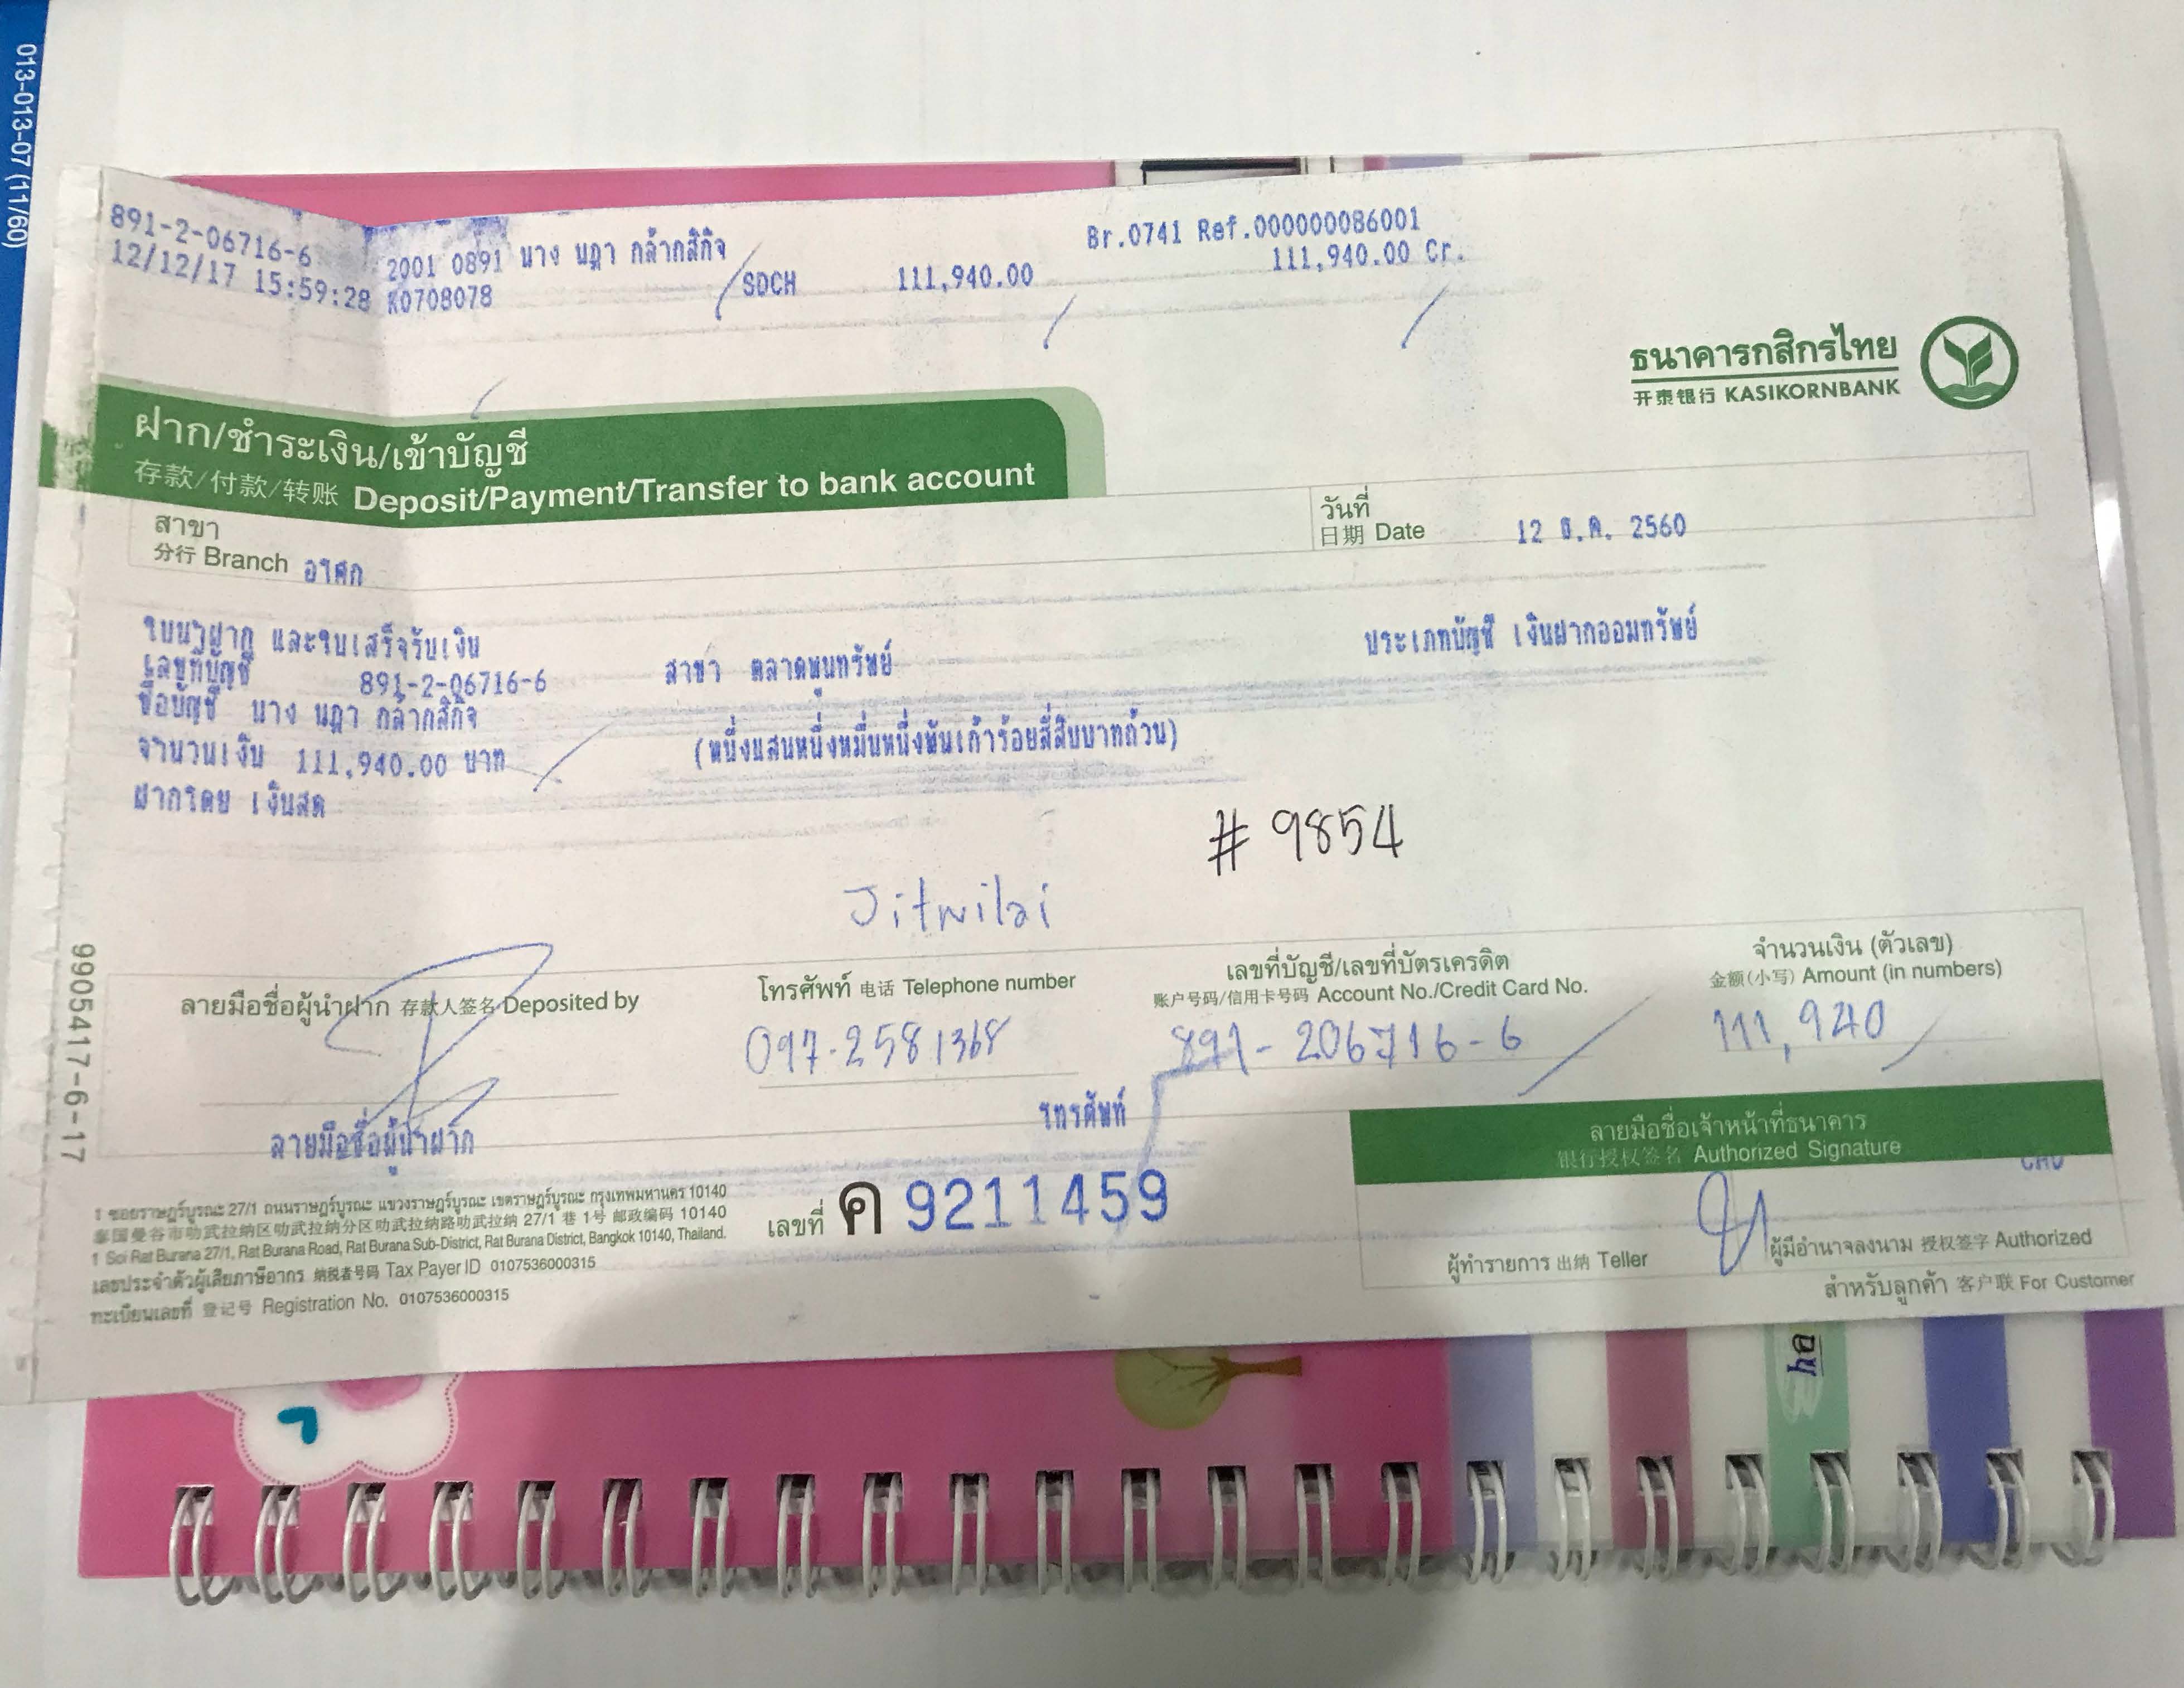 013-013-07 (11/60)
891-2-06716-6 2001 0891 นาง นฎา กล้ากสิกิจ Br.0741 Ref.000000086001
12/12/17 15:59:28 K0708078 SDCH 111,940.00 111,940.00 Cr.
ธนาคารกสิกรไทย
开泰银行 KASIKORNBANK
ฝาก/ชำระเงิน/เข้าบัญชี
存款/付款/转账 Deposit/Payment/Transfer to bank account
สาขา
分行 Branch อโศก
วันที่
日期 Date 12 ธ.ค. 2560
ใบนำฝาก และใบเสร็จรับเงิน
เลขที่บัญชี 891-2-06716-6 สาขา ตลาดพูนทรัพย์ ประเภทบัญชี เงินฝากออมทรัพย์
ชื่อบัญชี นาง นฎา กล้ากสิกิจ
จำนวนเงิน 111,940.00 บาท (หนึ่งแสนหนึ่งหมื่นหนึ่งพันเก้าร้อยสี่สิบบาทถ้วน)
ฝากโดย เงินสด
# 9854
Jitwilai
ลายมือชื่อผู้นำฝาก 存款人签名 Deposited by
โทรศัพท์ 电话 Telephone number
097-2581368
เลขที่บัญชี/เลขที่บัตรเครดิต
账户号码/信用卡号码 Account No./Credit Card No.
891-206716-6
จำนวนเงิน (ตัวเลข)
金额(小写) Amount (in numbers)
111,940
ลายมือชื่อผู้นำฝาก โทรศัพท์
ลายมือชื่อเจ้าหน้าที่ธนาคาร
银行授权签名 Authorized Signature
9905417-6-17
1 ซอยราษฎร์บูรณะ 27/1 ถนนราษฎร์บูรณะ แขวงราษฎร์บูรณะ เขตราษฎร์บูรณะ กรุงเทพมหานคร 10140
泰国曼谷市叻武拉纳区叻武拉纳分区叻武拉纳路叻武拉纳 27/1 巷 1号 邮政编码 10140
1 Soi Rat Burana 27/1, Rat Burana Road, Rat Burana Sub-District, Rat Burana District, Bangkok 10140, Thailand.
เลขประจำตัวผู้เสียภาษีอากร 纳税者号码 Tax Payer ID 0107536000315
ทะเบียนเลขที่ 登记号 Registration No. 0107536000315
เลขที่ ค 9211459
ผู้ทำรายการ 出纳 Teller
ผู้มีอำนาจลงนาม 授权签字 Authorized
สำหรับลูกค้า 客户联 For Customer